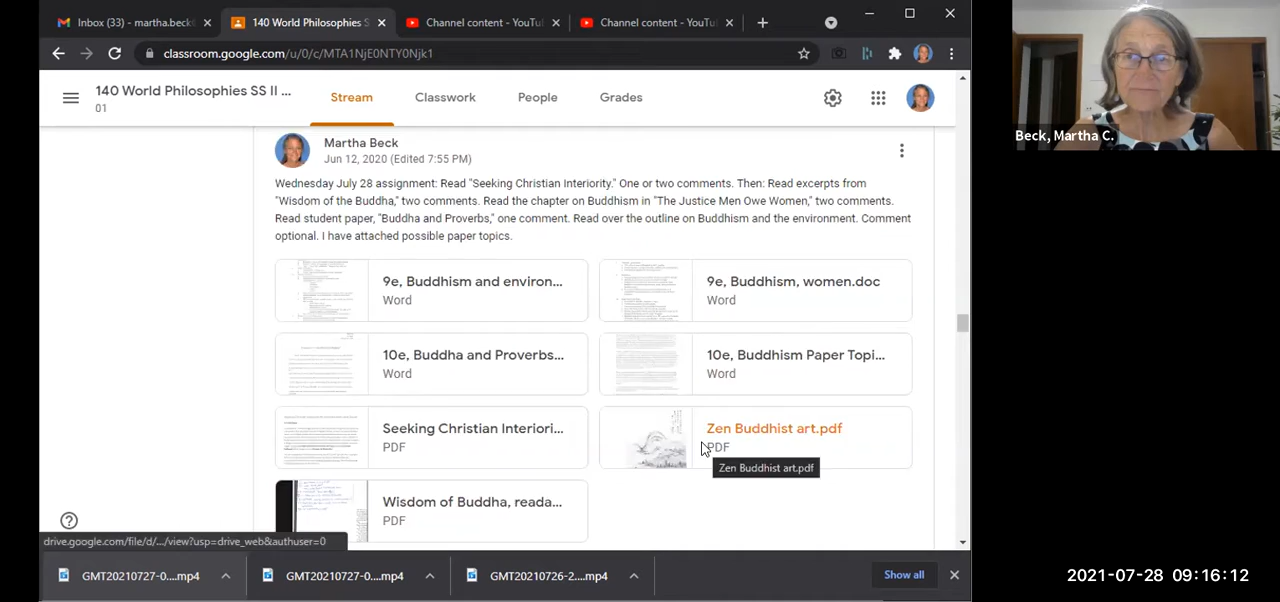 Inbox (33) - martha.beck@
140 World Philosophies S
Channel content - YouTu
Channel content - YouTu
classroom.google.com/u/0/c/MTA1NjE0NTY0Njk1
140 World Philosophies SS II ...
01
Stream
Classwork
People
Grades
Beck, Martha C.
Martha Beck
Jun 12, 2020 (Edited 7:55 PM)
Wednesday July 28 assignment: Read "Seeking Christian Interiority." One or two comments. Then: Read excerpts from
"Wisdom of the Buddha," two comments. Read the chapter on Buddhism in "The Justice Men Owe Women," two comments.
Read student paper, "Buddha and Proverbs," one comment. Read over the outline on Buddhism and the environment. Comment
optional. I have attached possible paper topics.
9e, Buddhism and environ...
Word
9e, Buddhism, women.doc
Word
10e, Buddha and Proverbs...
Word
10e, Buddhism Paper Topi...
Word
Seeking Christian Interiori...
PDF
Zen Buddhist art.pdf
PDF
Zen Buddhist art.pdf
Wisdom of Buddha, reada...
PDF
drive.google.com/file/d/.../view?usp=drive_web&authuser=0
GMT20210727-0....mp4
GMT20210727-0....mp4
GMT20210726-2....mp4
Show all
2021-07-28 09:16:12